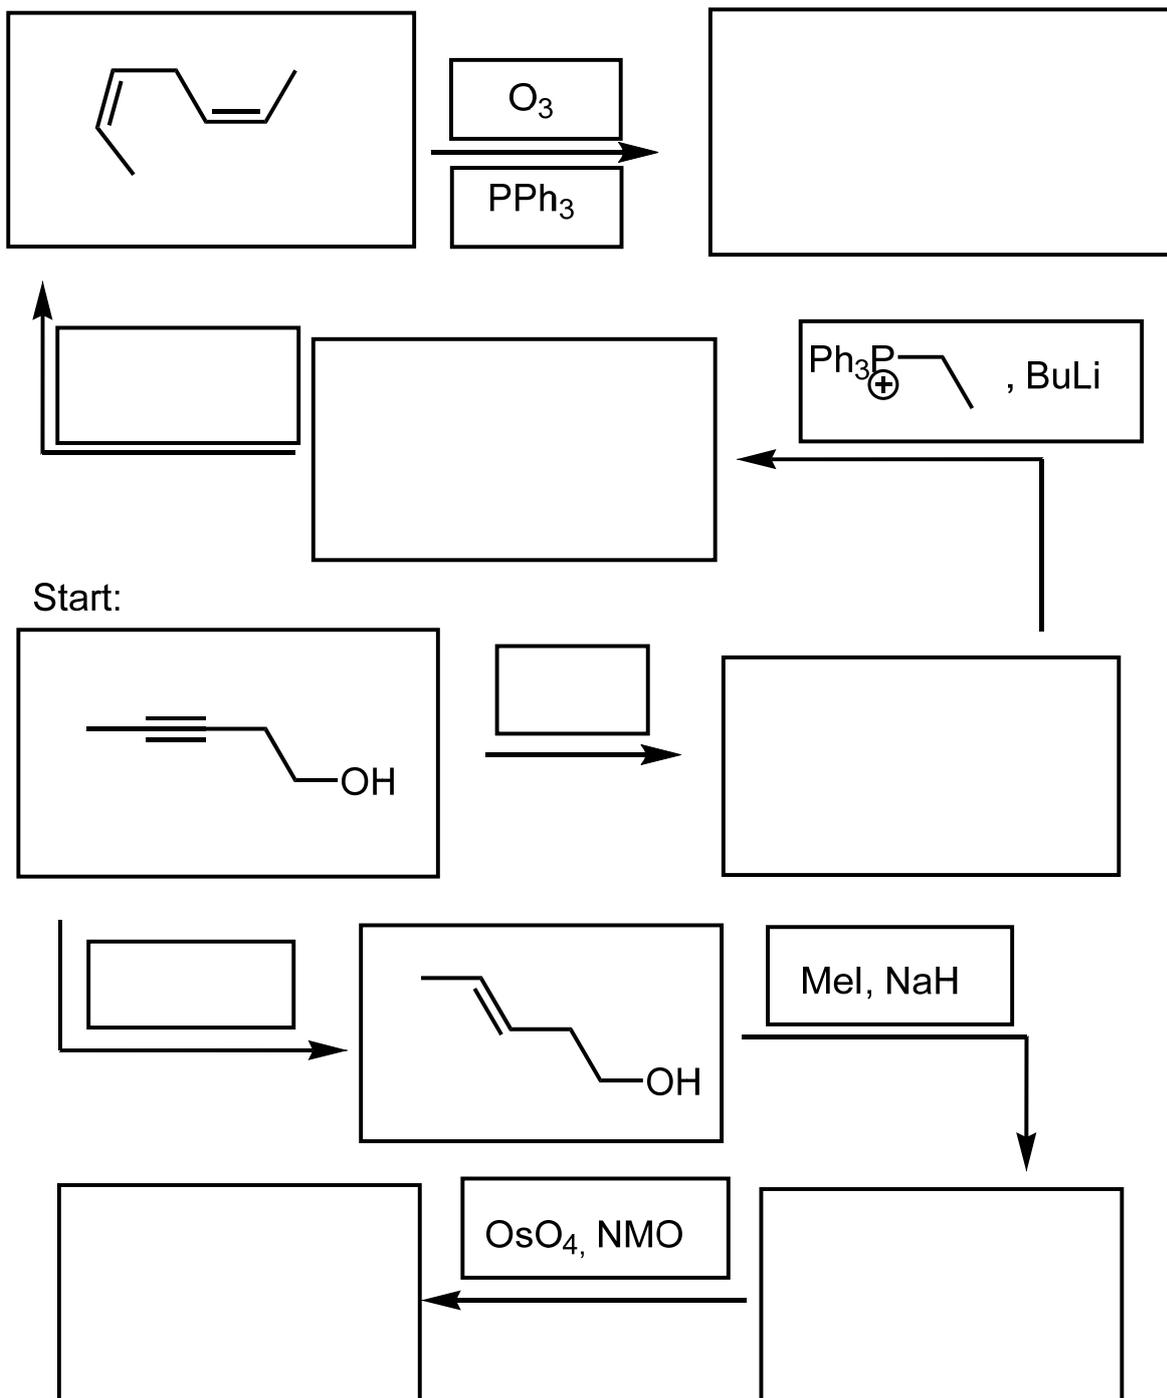 O₃
PPh₃
Ph₃P⊕ , BuLi
Start:
OH
OH
MeI, NaH
OsO₄, NMO